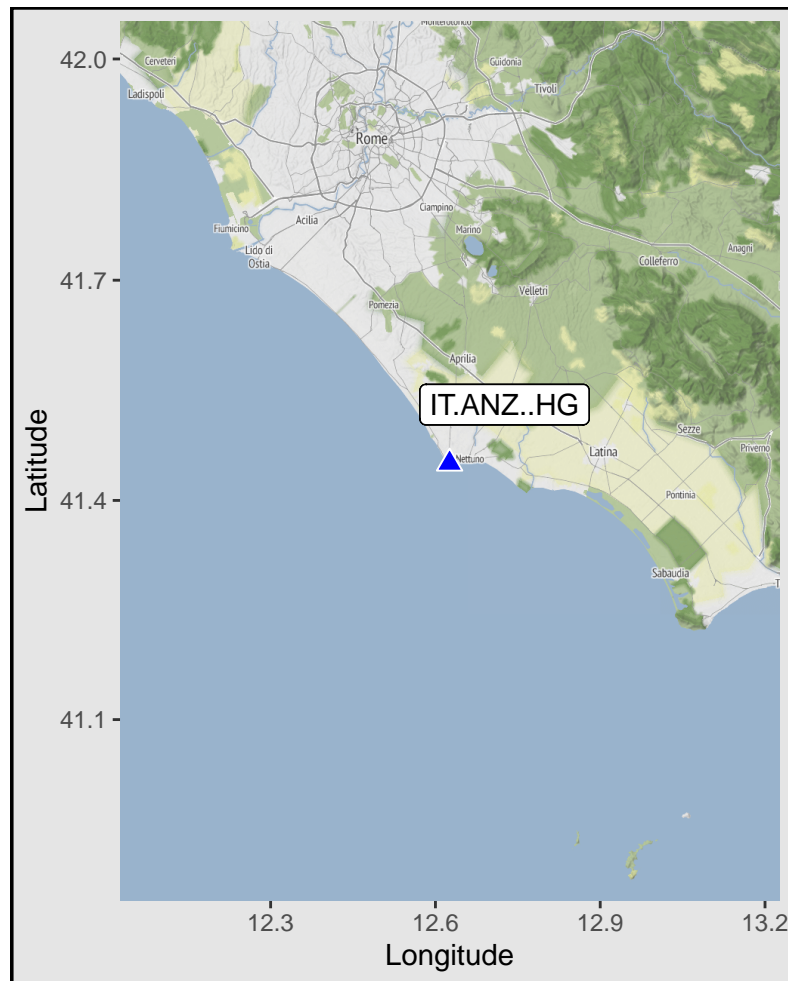 Monterotondo
42.0
Cerveteri
Guidonia
Ladispoli
Tivoli
Rome
Ciampino
Acilia
Fiumicino
Marino
Lido di
Ostia
Anagni
Colleferro
41.7
Velletri
Pomezia
Aprilia
IT.ANZ..HG
Sezze
Latina
Priverno
Nettuno
41.4
Pontinia
Sabaudia
T
Latitude
41.1
12.3
12.6
12.9
13.2
Longitude